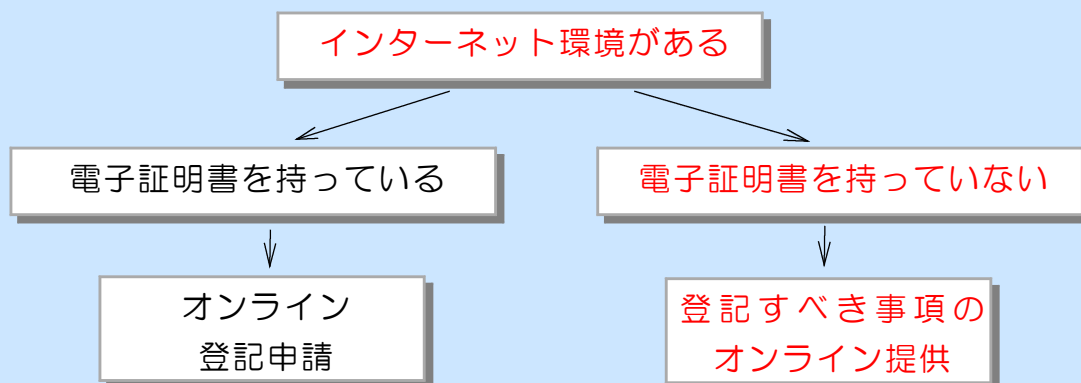 インターネット環境がある
電子証明書を持っている
電子証明書を持っていない
オンライン
登記申請
登記すべき事項の
オンライン提供